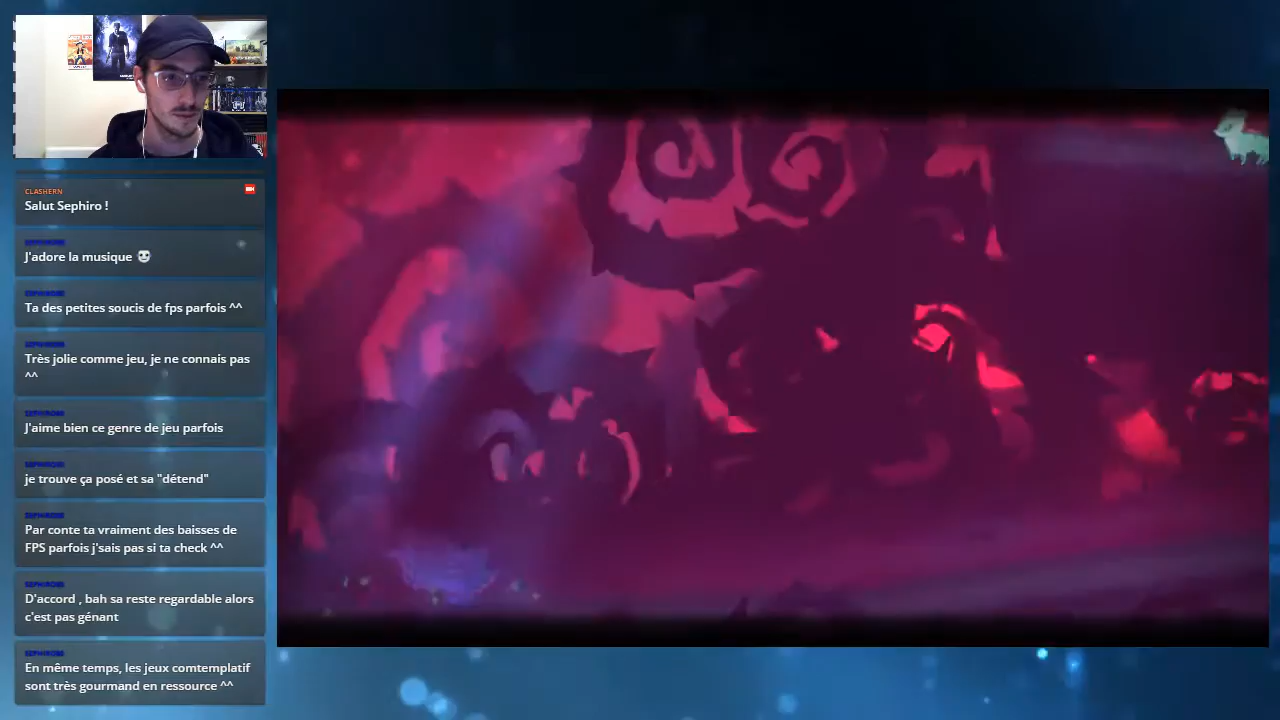 CLASHERN
Salut Sephiro !
J'adore la musique
Ta des petites soucis de fps parfois ^^
Très jolie comme jeu, je ne connais pas
^^
J'aime bien ce genre de jeu parfois
je trouve ça posé et sa "détend"
Par conte ta vraiment des baisses de
FPS parfois j'sais pas si ta check ^^
D'accord , bah sa reste regardable alors
c'est pas génant
En même temps, les jeux comtemplatif
sont très gourmand en ressource ^^